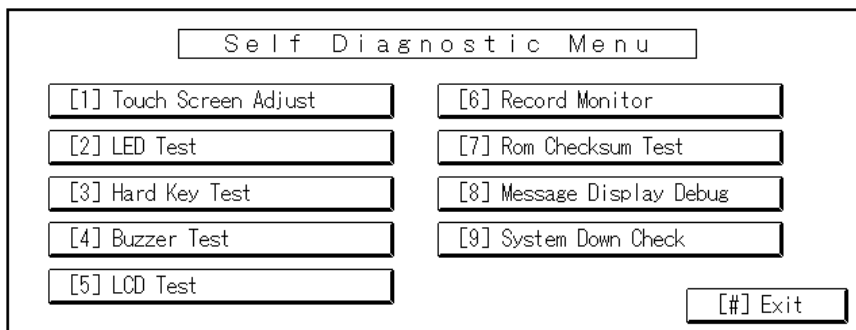 Self Diagnostic Menu
[1] Touch Screen Adjust
[2] LED Test
[3] Hard Key Test
[4] Buzzer Test
[5] LCD Test
[6] Record Monitor
[7] Rom Checksum Test
[8] Message Display Debug
[9] System Down Check
[#] Exit